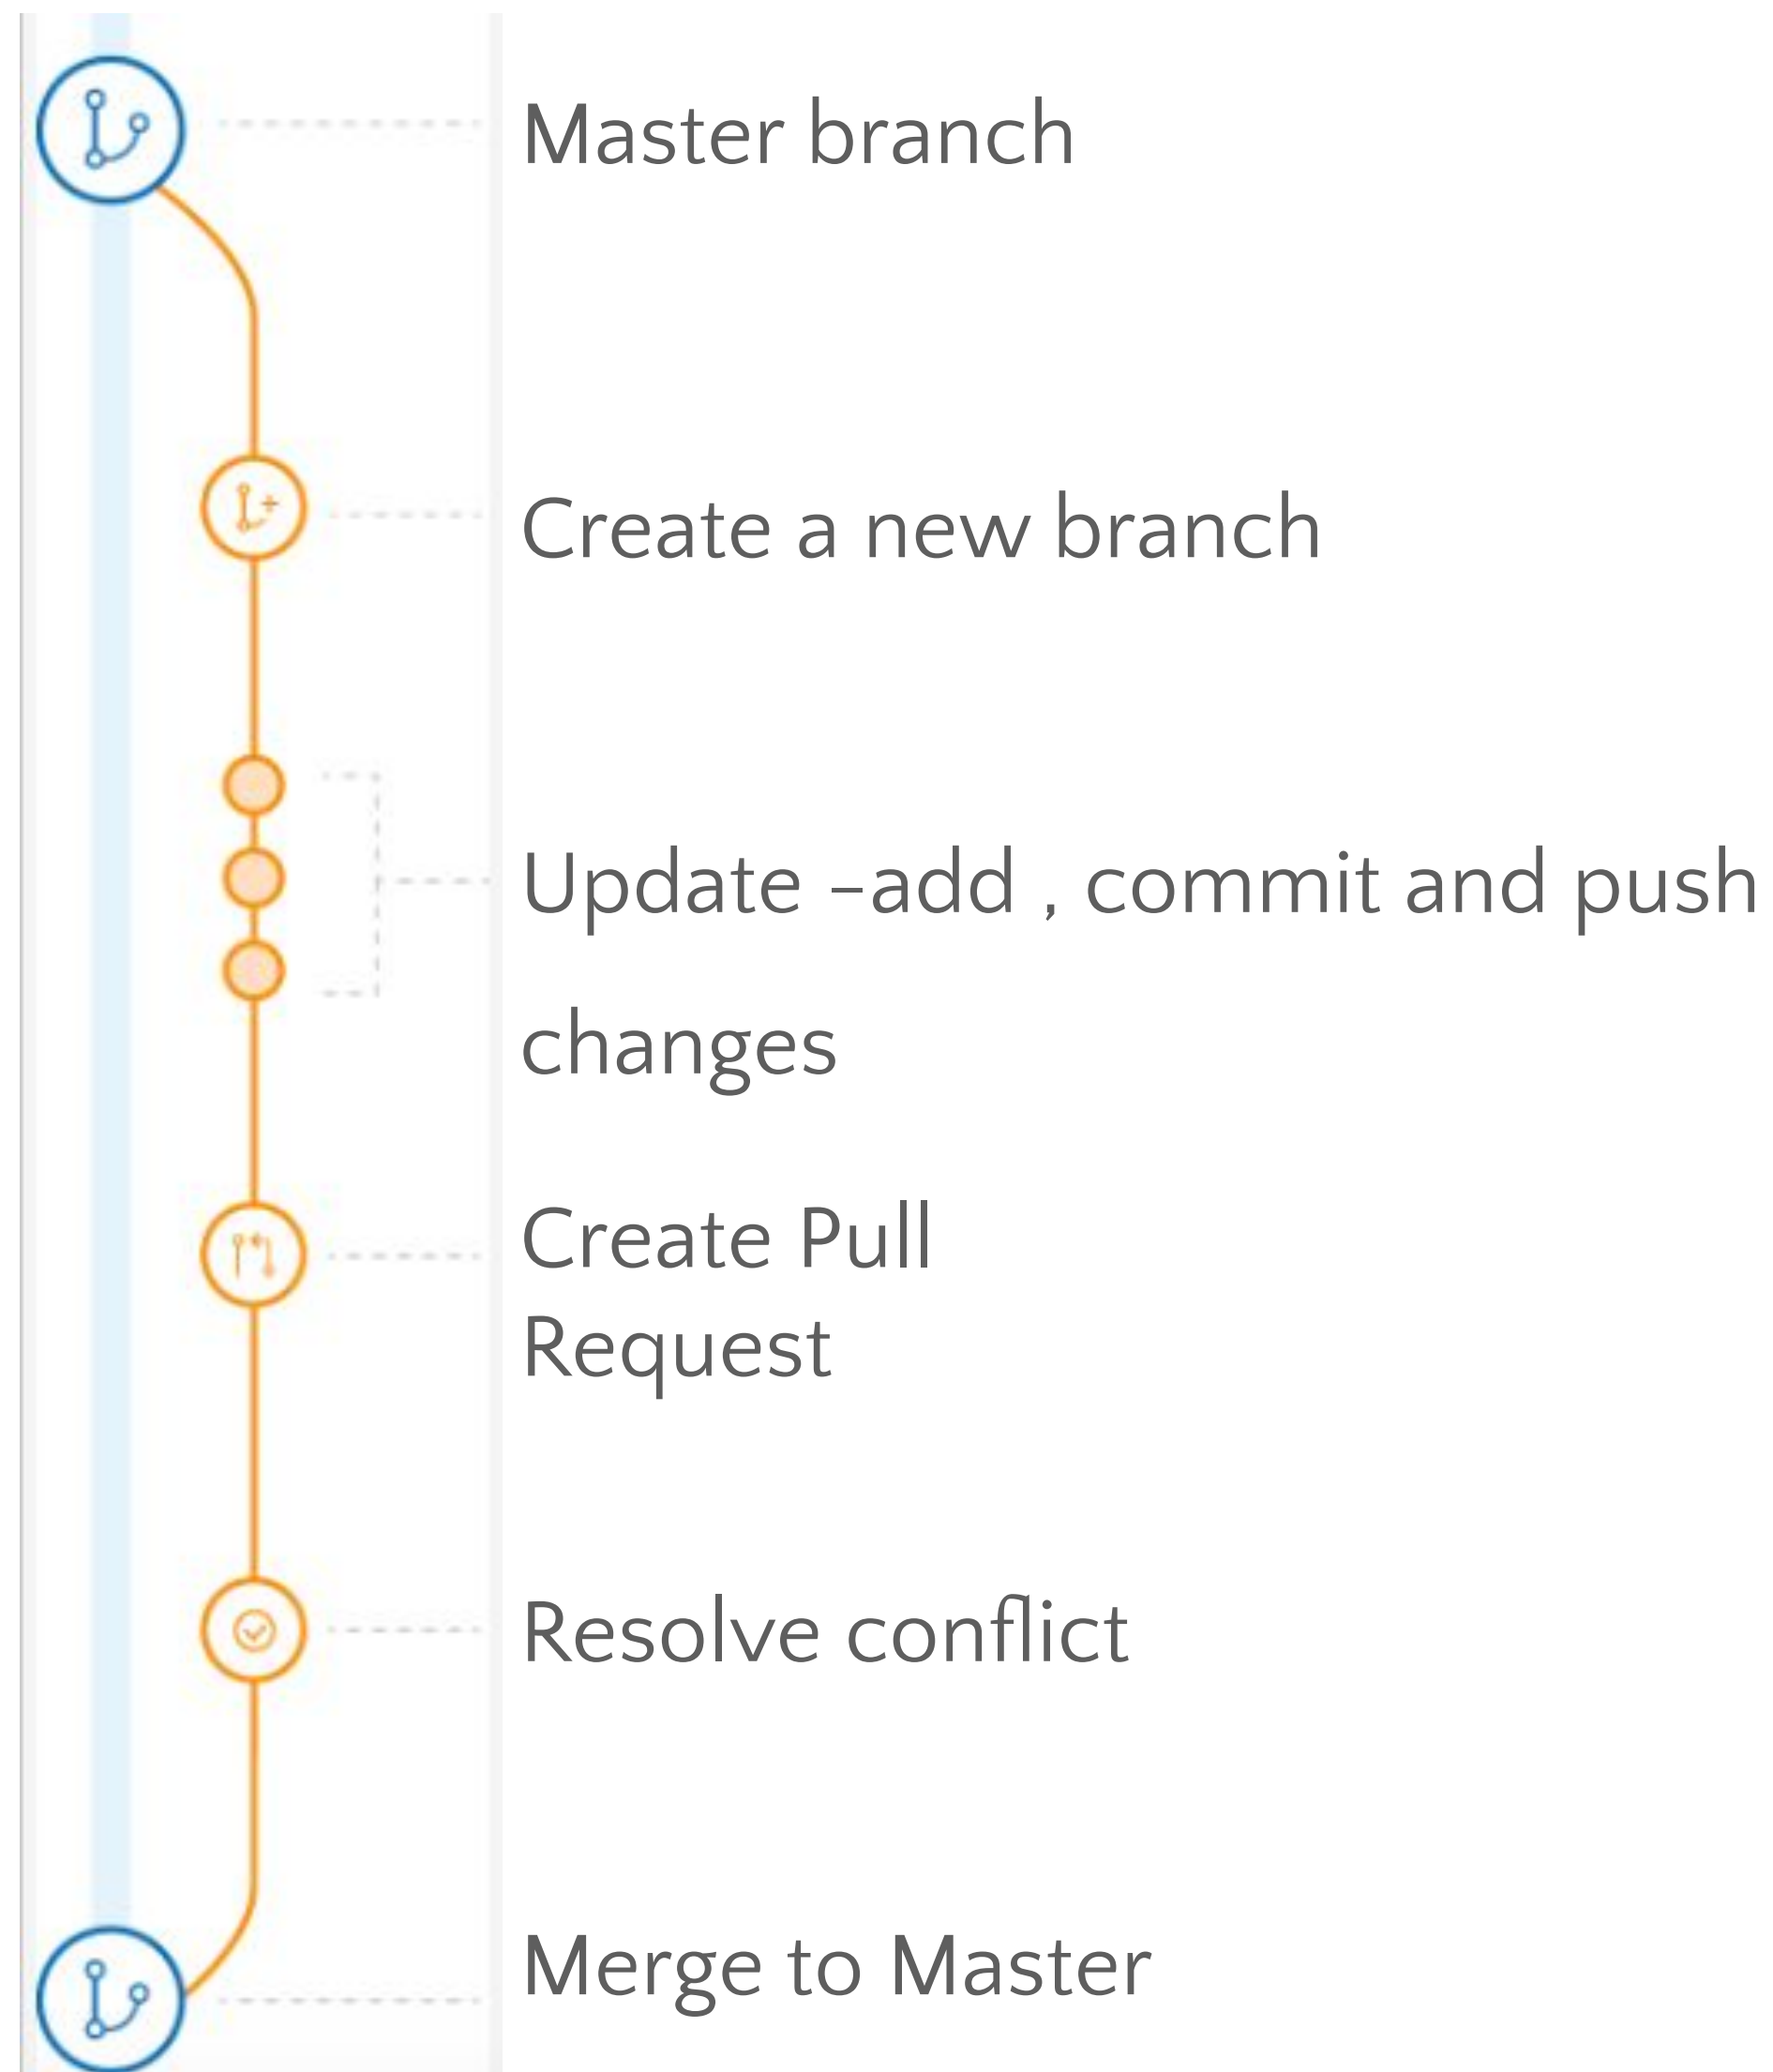 Master branch
Create a new branch
Update –add , commit and push
changes
Create Pull
Request
Resolve conflict
Merge to Master